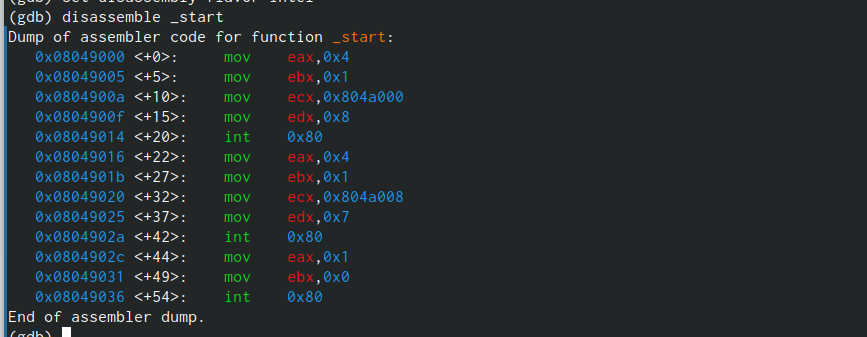 (gdb) set disassembly-flavor intel
(gdb) disassemble _start
Dump of assembler code for function _start:
0x08049000 <+0>: mov eax,0x4
0x08049005 <+5>: mov ebx,0x1
0x0804900a <+10>: mov ecx,0x804a000
0x0804900f <+15>: mov edx,0x8
0x08049014 <+20>: int 0x80
0x08049016 <+22>: mov eax,0x4
0x0804901b <+27>: mov ebx,0x1
0x08049020 <+32>: mov ecx,0x804a008
0x08049025 <+37>: mov edx,0x7
0x0804902a <+42>: int 0x80
0x0804902c <+44>: mov eax,0x1
0x08049031 <+49>: mov ebx,0x0
0x08049036 <+54>: int 0x80
End of assembler dump.
(gdb)